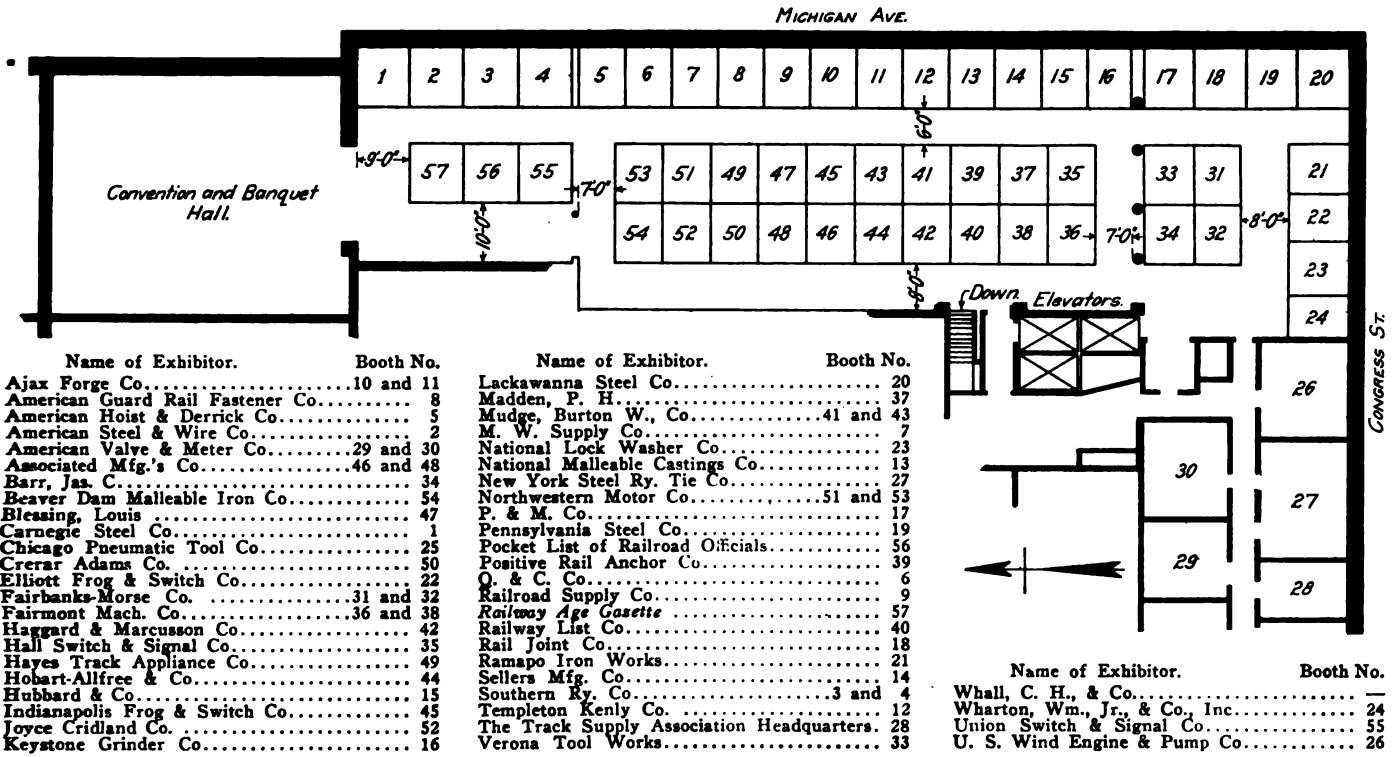 MICHIGAN AVE.
1 2 3 4 5 6 7 8 9 10 11 12 13 14 15 16 17 18 19 20
6'-0"
9'-0"
57 56 55
7'-0"
53 51 49 47 45 43 41 39 37 35 33 31
21
Convention and Banquet
Hall.
10'-0"
54 52 50 48 46 44 42 40 38 36
7'-0"
34 32
8'-0"
22
23
8'-0"
Down.
Elevators.
24
CONGRESS ST.
26
30
27
29
28
Name of Exhibitor. Booth No.
Ajax Forge Co. 10 and 11
American Guard Rail Fastener Co. 8
American Hoist & Derrick Co. 5
American Steel & Wire Co. 2
American Valve & Meter Co. 29 and 30
Associated Mfg.'s Co. 46 and 48
Barr, Jas. C. 34
Beaver Dam Malleable Iron Co. 54
Blessing, Louis 47
Carnegie Steel Co. 1
Chicago Pneumatic Tool Co. 25
Crerar Adams Co. 50
Elliott Frog & Switch Co. 22
Fairbanks-Morse Co. 31 and 32
Fairmont Mach. Co. 36 and 38
Haggard & Marcusson Co. 42
Hall Switch & Signal Co. 35
Hayes Track Appliance Co. 49
Hobart-Allfree & Co. 44
Hubbard & Co. 15
Indianapolis Frog & Switch Co. 45
Joyce Cridland Co. 52
Keystone Grinder Co. 16
Name of Exhibitor. Booth No.
Lackawanna Steel Co. 20
Madden, P. H. 37
Mudge, Burton W., Co. 41 and 43
M. W. Supply Co. 7
National Lock Washer Co. 23
National Malleable Castings Co. 13
New York Steel Ry. Tie Co. 27
Northwestern Motor Co. 51 and 53
P. & M. Co. 17
Pennsylvania Steel Co. 19
Pocket List of Railroad Officials 56
Positive Rail Anchor Co. 39
Q. & C. Co. 6
Railroad Supply Co. 9
Railway Age Gazette 57
Railway List Co. 40
Rail Joint Co. 18
Ramapo Iron Works 21
Sellers Mfg. Co. 14
Southern Ry. Co. 3 and 4
Templeton Kenly Co. 12
The Track Supply Association Headquarters. 28
Verona Tool Works 33
Name of Exhibitor. Booth No.
Whall, C. H., & Co. —
Wharton, Wm., Jr., & Co., Inc. 24
Union Switch & Signal Co. 55
U. S. Wind Engine & Pump Co. 26